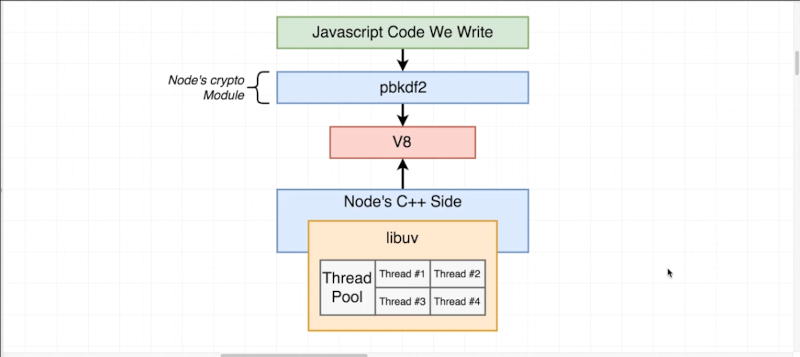 Javascript Code We Write
Node's crypto
Module
pbkdf2
V8
Node's C++ Side
libuv
Thread
Pool
Thread #1
Thread #2
Thread #3
Thread #4